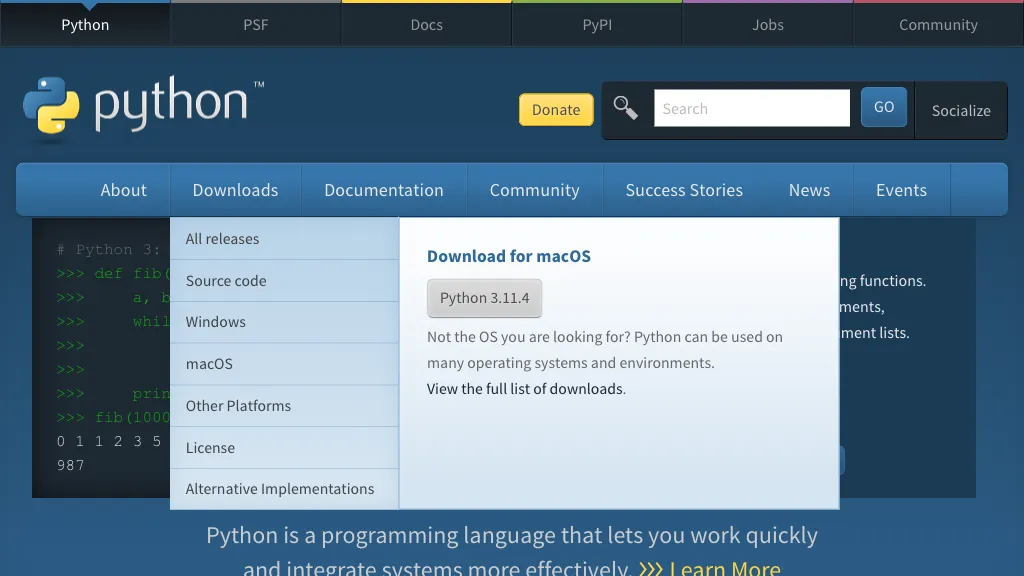 Python
PSF
Docs
PyPI
Jobs
Community
python™
Donate
Search
GO
Socialize
About
Downloads
Documentation
Community
Success Stories
News
Events
# Python 3:
>>> def fib(
>>> a, b
>>> whil
>>>
>>>
>>> prin
>>> fib(1000
0 1 1 2 3 5
987
All releases
Source code
Windows
macOS
Other Platforms
License
Alternative Implementations
Download for macOS
Python 3.11.4
Not the OS you are looking for? Python can be used on
many operating systems and environments.
View the full list of downloads.
ng functions.
ments,
ment lists.
Python is a programming language that lets you work quickly
and integrate systems more effectively. >>> Learn More